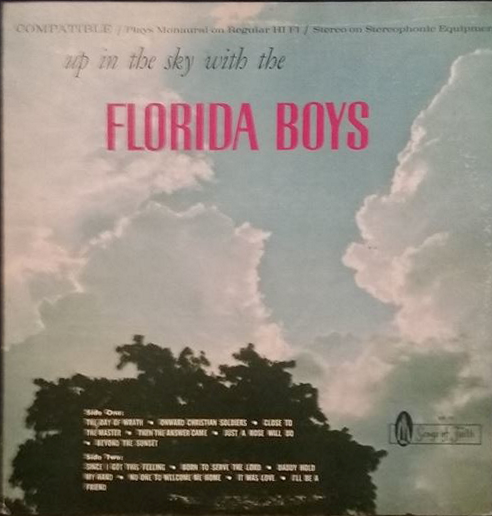 COMPATIBLE / Plays Monaural on Regular HI FI / Stereo on Stereophonic Equipmen
up in the sky with the
FLORIDA BOYS
Side One:
THE DAY OF WRATH ❧ ONWARD CHRISTIAN SOLDIERS ❧ CLOSE TO
THE MASTER ❧ THEN THE ANSWER CAME ❧ JUST A ROSE WILL DO
❧ BEYOND THE SUNSET
Side Two:
SINCE I GOT THIS FEELING ❧ BORN TO SERVE THE LORD ❧ DADDY HOLD
MY HAND ❧ NO ONE TO WELCOME ME HOME ❧ IT WAS LOVE ❧ I'LL BE A
FRIEND
Songs of Faith